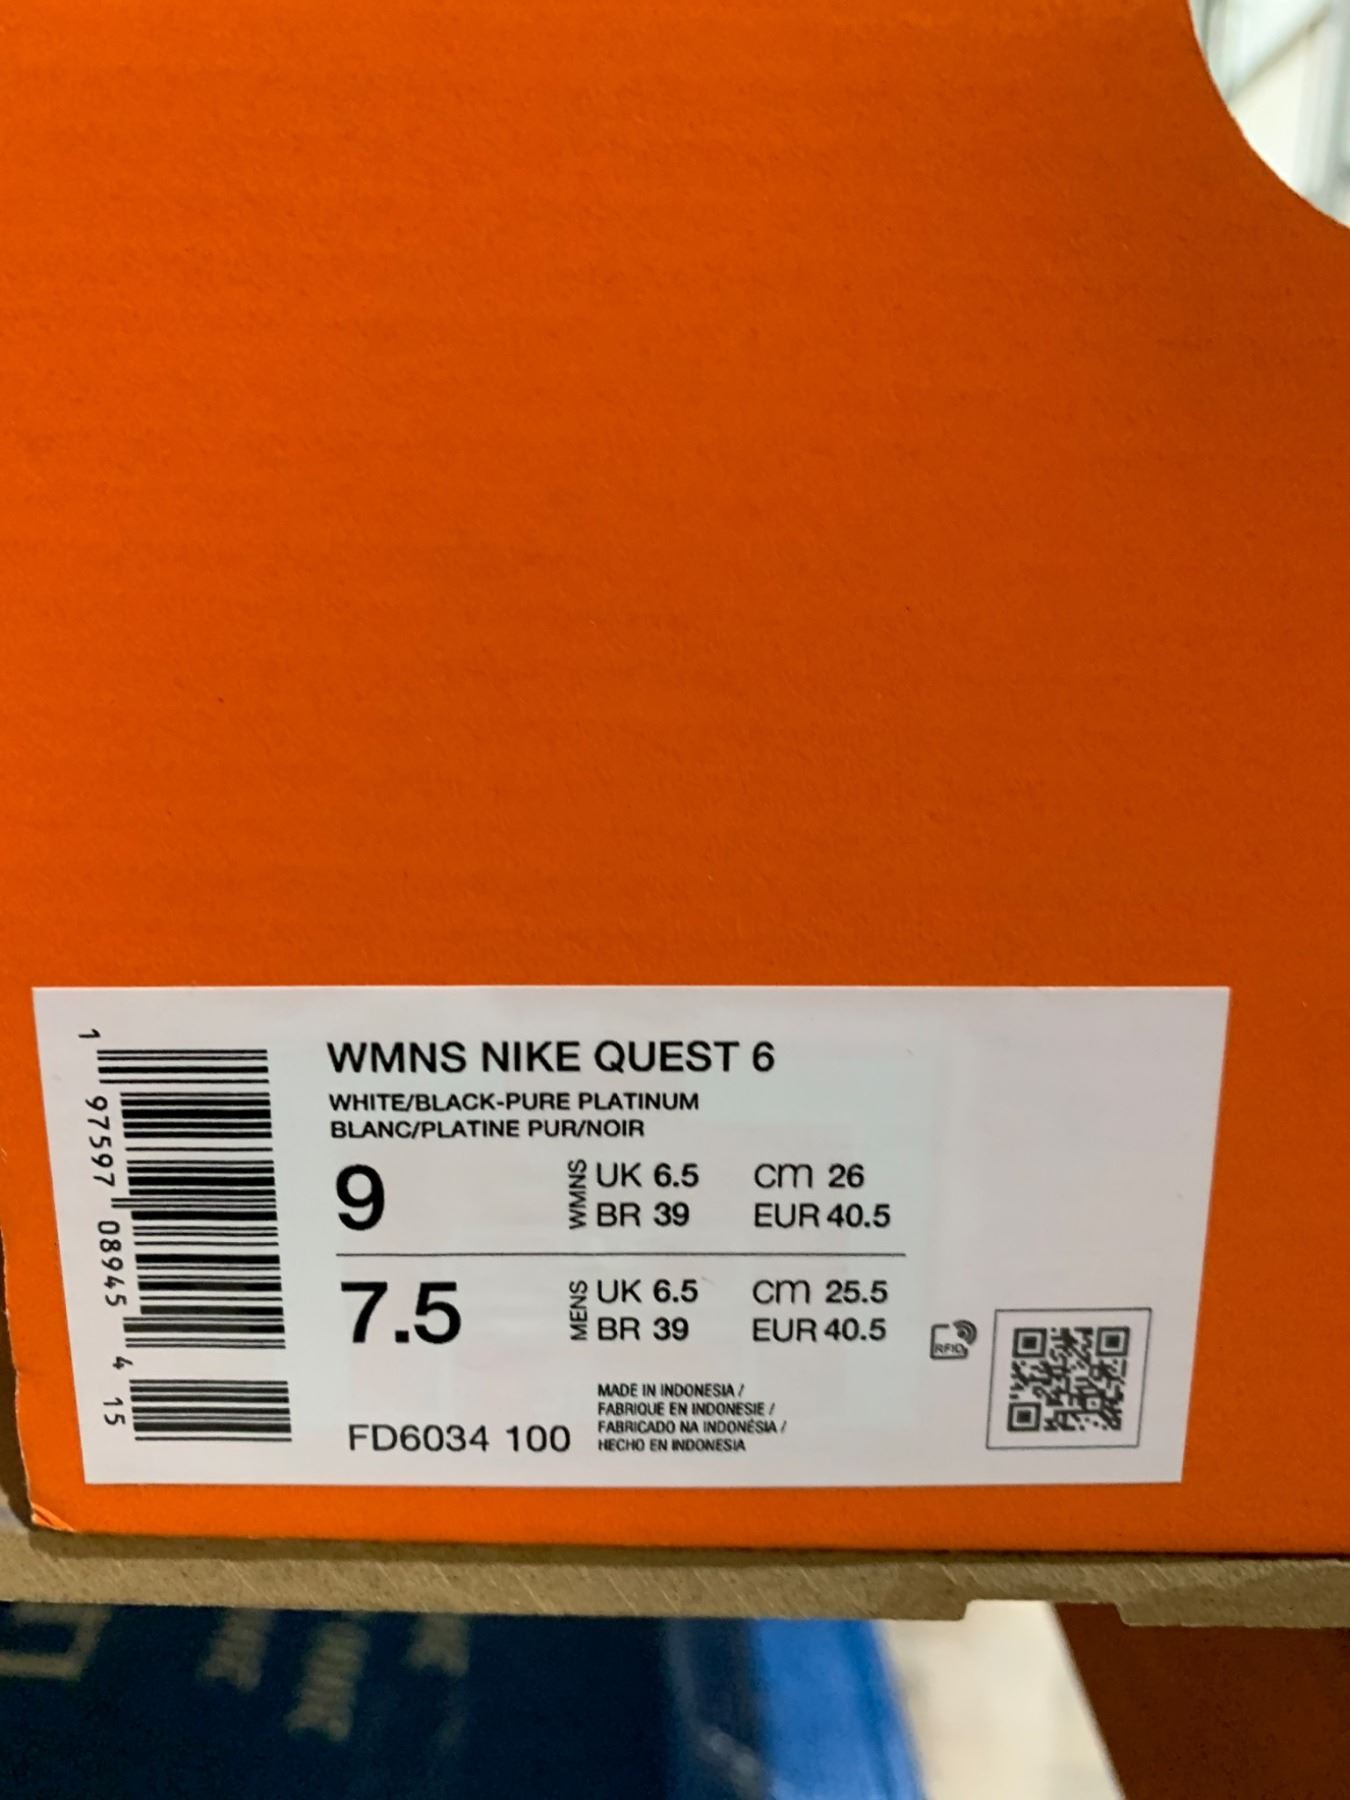 WMNS NIKE QUEST 6
WHITE/BLACK-PURE PLATINUM
BLANC/PLATINE PUR/NOIR
9 WMNS UK 6.5 cm 26
BR 39 EUR 40.5
7.5 MENS UK 6.5 cm 25.5
BR 39 EUR 40.5
MADE IN INDONESIA /
FABRIQUE EN INDONESIE /
FABRICADO NA INDONÉSIA /
HECHO EN INDONESIA
FD6034 100
RFID
1 97597 08945 4 15